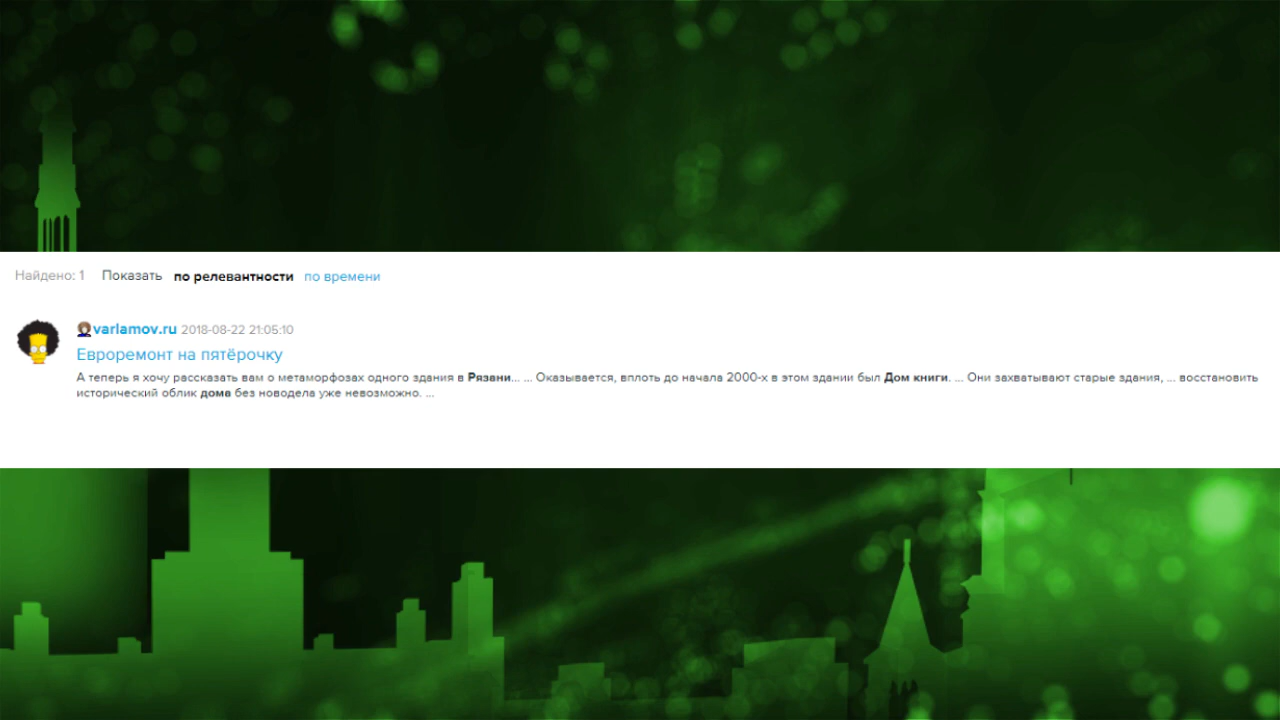 Найдено: 1 Показать по релевантности по времени
varlamov.ru 2018-08-22 21:05:10
Евроремонт на пятёрочку
А теперь я хочу рассказать вам о метаморфозах одного здания в Рязани... ... Оказывается, вплоть до начала 2000-х в этом здании был Дом книги. ... Они захватывают старые здания, ... восстановить
исторический облик дома без новодела уже невозможно. ...